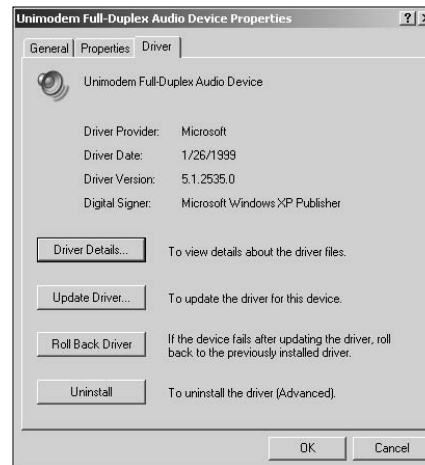 Unimodem Full-Duplex Audio Device Properties
General Properties Driver
Unimodem Full-Duplex Audio Device
Driver Provider: Microsoft
Driver Date: 1/26/1999
Driver Version: 5.1.2535.0
Digital Signer: Microsoft Windows XP Publisher
Driver Details... To view details about the driver files.
Update Driver... To update the driver for this device.
Roll Back Driver If the device fails after updating the driver, roll
back to the previously installed driver.
Uninstall To uninstall the driver (Advanced).
OK Cancel